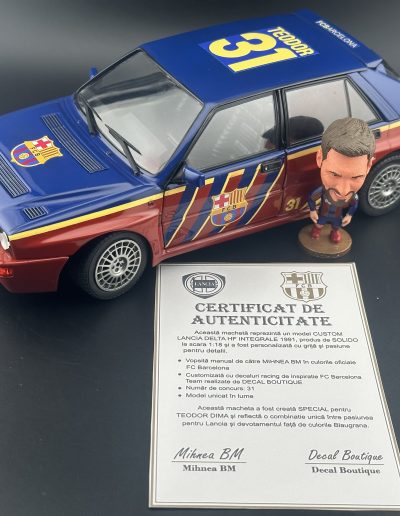 FCBARCELONA
TEODOR
31
FCB
FCB
31
LANCIA
FCB
CERTIFICAT DE
AUTENTICITATE
Această machetă reprezintă un model CUSTOM
LANCIA DELTA HF INTEGRALE 1991, produs de SOLIDO
la scara 1:18 și a fost personalizată cu grijă și pasiune
pentru detalii.
• Vopsită manual de către MIHNEA BM în culorile oficiale
FC Barcelona
• Customizată cu decaluri racing de inspirație FC Barcelona
Team realizate de DECAL BOUTIQUE
• Număr de concurs: 31
• Model unicat în lume
Această macheta a fost creată SPECIAL pentru
TEODOR DIMA și reflectă o combinație unică între pasiunea
pentru Lancia și devotamentul față de culorile Blaugrana.
Mihnea BM Decal Boutique
Mihnea BM Decal Boutique